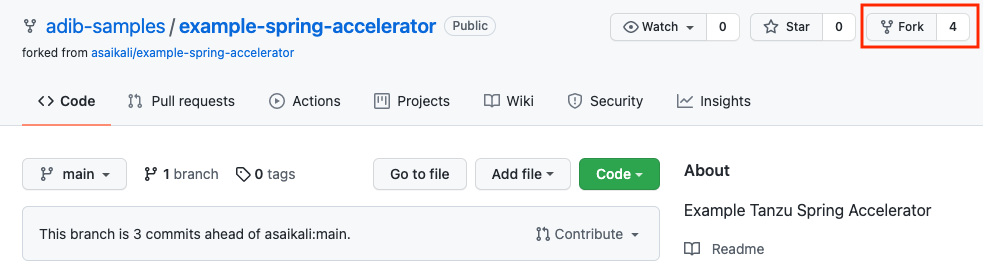 adib-samples / example-spring-accelerator Public Watch 0 Star 0 Fork 4
forked from asaikali/example-spring-accelerator
Code Pull requests Actions Projects Wiki Security Insights
main 1 branch 0 tags Go to file Add file Code About
Example Tanzu Spring Accelerator
This branch is 3 commits ahead of asaikali:main. Contribute
Readme